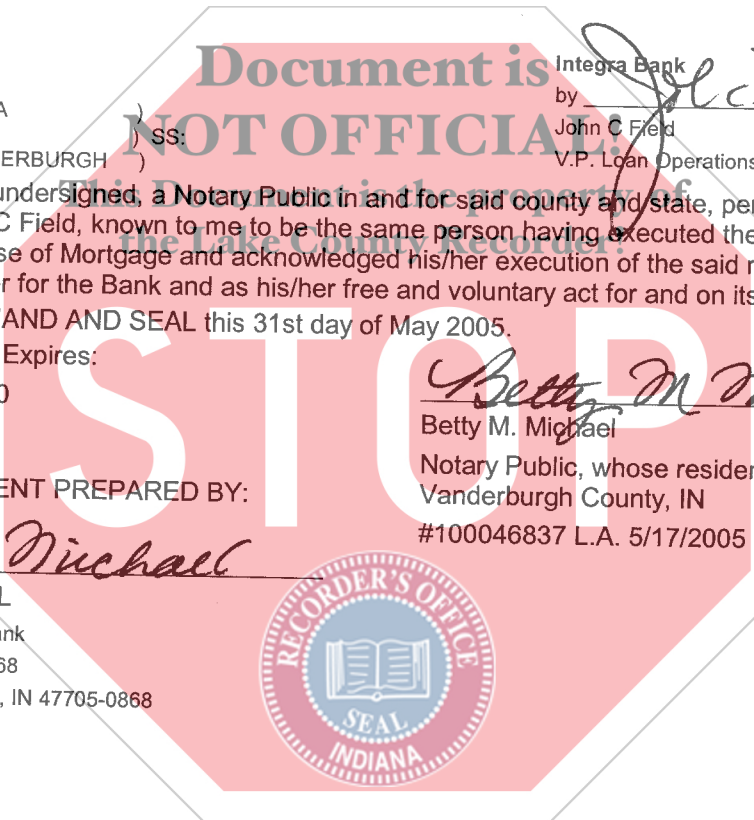 Document is
NOT OFFICIAL!
This Document is the property of
the Lake County Recorder!
STOP
Integra Bank
by
John C Field
V.P. Loan Operations
A )
) SS:
ERBURGH )
undersigned, a Notary Public in and for said county and state, per
C Field, known to me to be the same person having executed the
se of Mortgage and acknowledged his/her execution of the said r
r for the Bank and as his/her free and voluntary act for and on its
AND AND SEAL this 31st day of May 2005.
Expires:
0
Betty M M
Betty M. Michael
Notary Public, whose resider
Vanderburgh County, IN
#100046837 L.A. 5/17/2005
ENT PREPARED BY:
Michael
L
nk
68
, IN 47705-0868
RECORDER'S OFFICE
SEAL
INDIANA